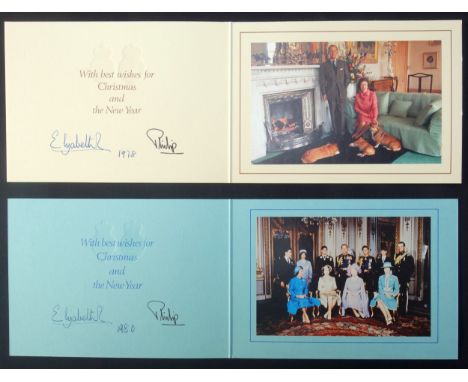 With best wishes for
Christmas
and
the New Year
Elizabeth R
1978
Philip
With best wishes for
Christmas
and
the New Year
Elizabeth R
1980
Philip